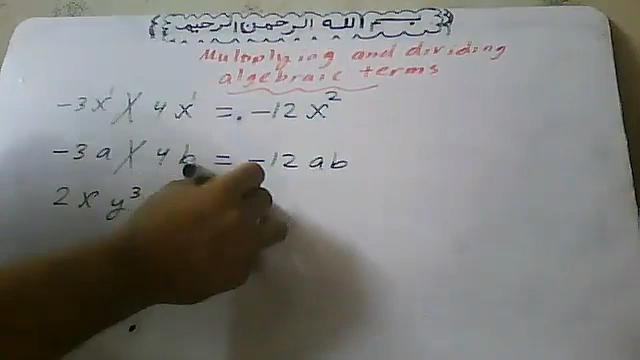 بسم الله الرحمن الرحيم
Multiplying and dividing
algebraic terms
-3x¹ X 4x¹ = -12x²
-3a X 4b = -12ab
2xy³